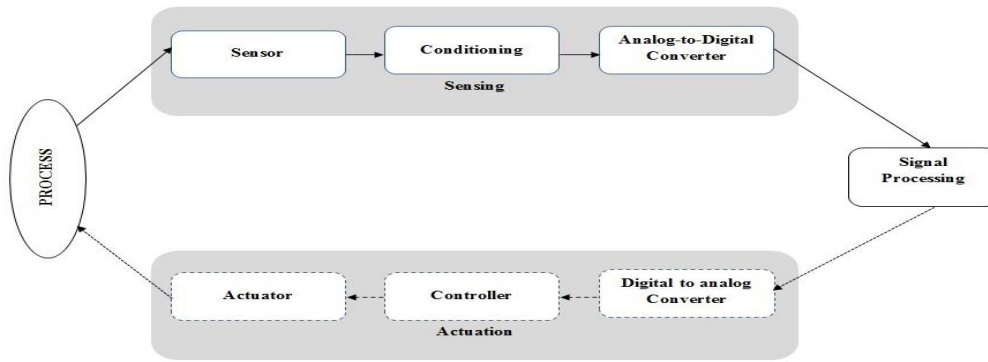 PROCESS
Sensor
Conditioning
Analog-to-Digital
Converter
Sensing
Signal
Processing
Digital to analog
Converter
Controller
Actuator
Actuation